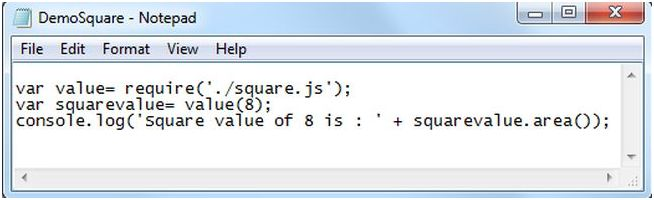 DemoSquare - Notepad
File Edit Format View Help
var value= require('./square.js');
var squarevalue= value(8);
console.log('Square value of 8 is : ' + squarevalue.area());